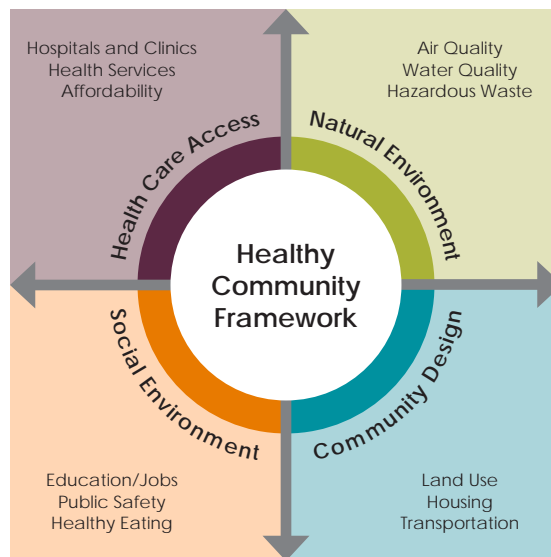 Hospitals and Clinics
Health Services
Affordability
Air Quality
Water Quality
Hazardous Waste
Health Care Access
Natural Environment
Healthy
Community
Framework
Social Environment
Community Design
Education/Jobs
Public Safety
Healthy Eating
Land Use
Housing
Transportation